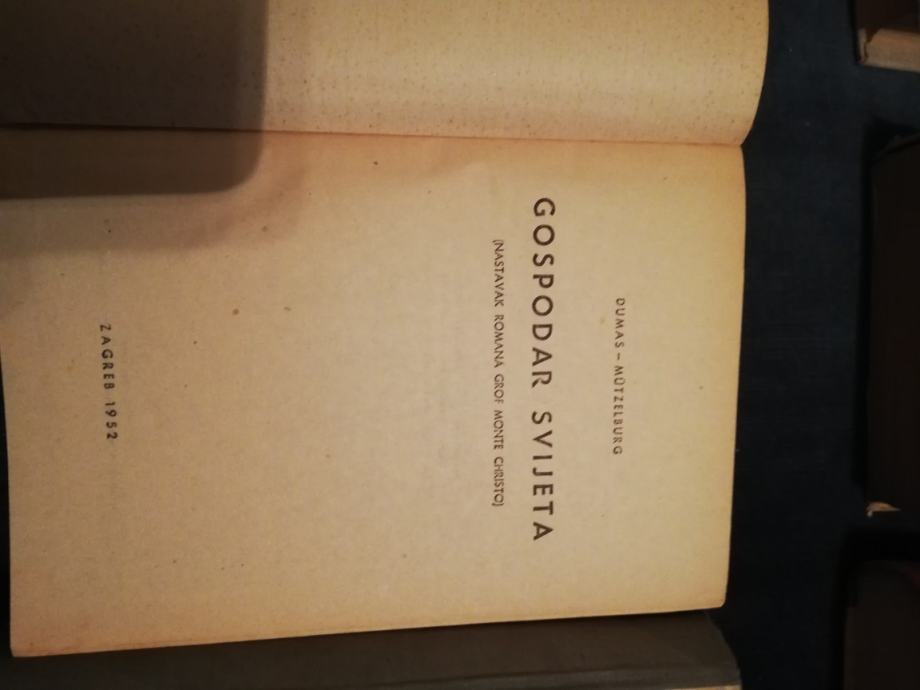 DUMAS – MÜTZELBURG
GOSPODAR SVIJETA
(NASTAVAK ROMANA GROF MONTE CHRISTO)
ZAGREB 1952